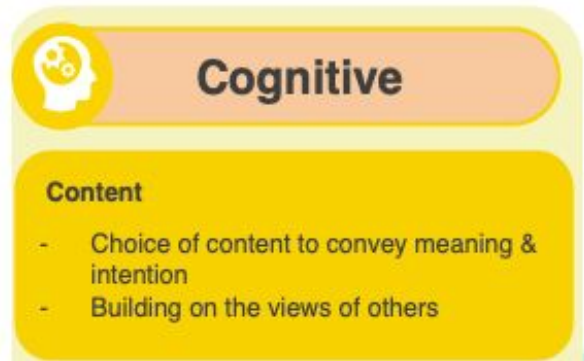 Cognitive
Content
- Choice of content to convey meaning &
intention
- Building on the views of others